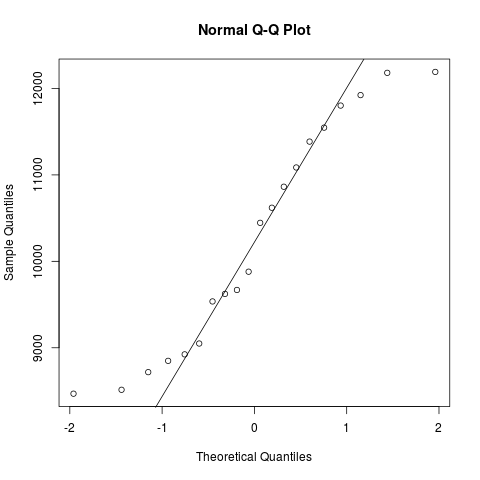 Normal Q-Q Plot
12000
11000
10000
9000
Sample Quantiles
-2 -1 0 1 2
Theoretical Quantiles